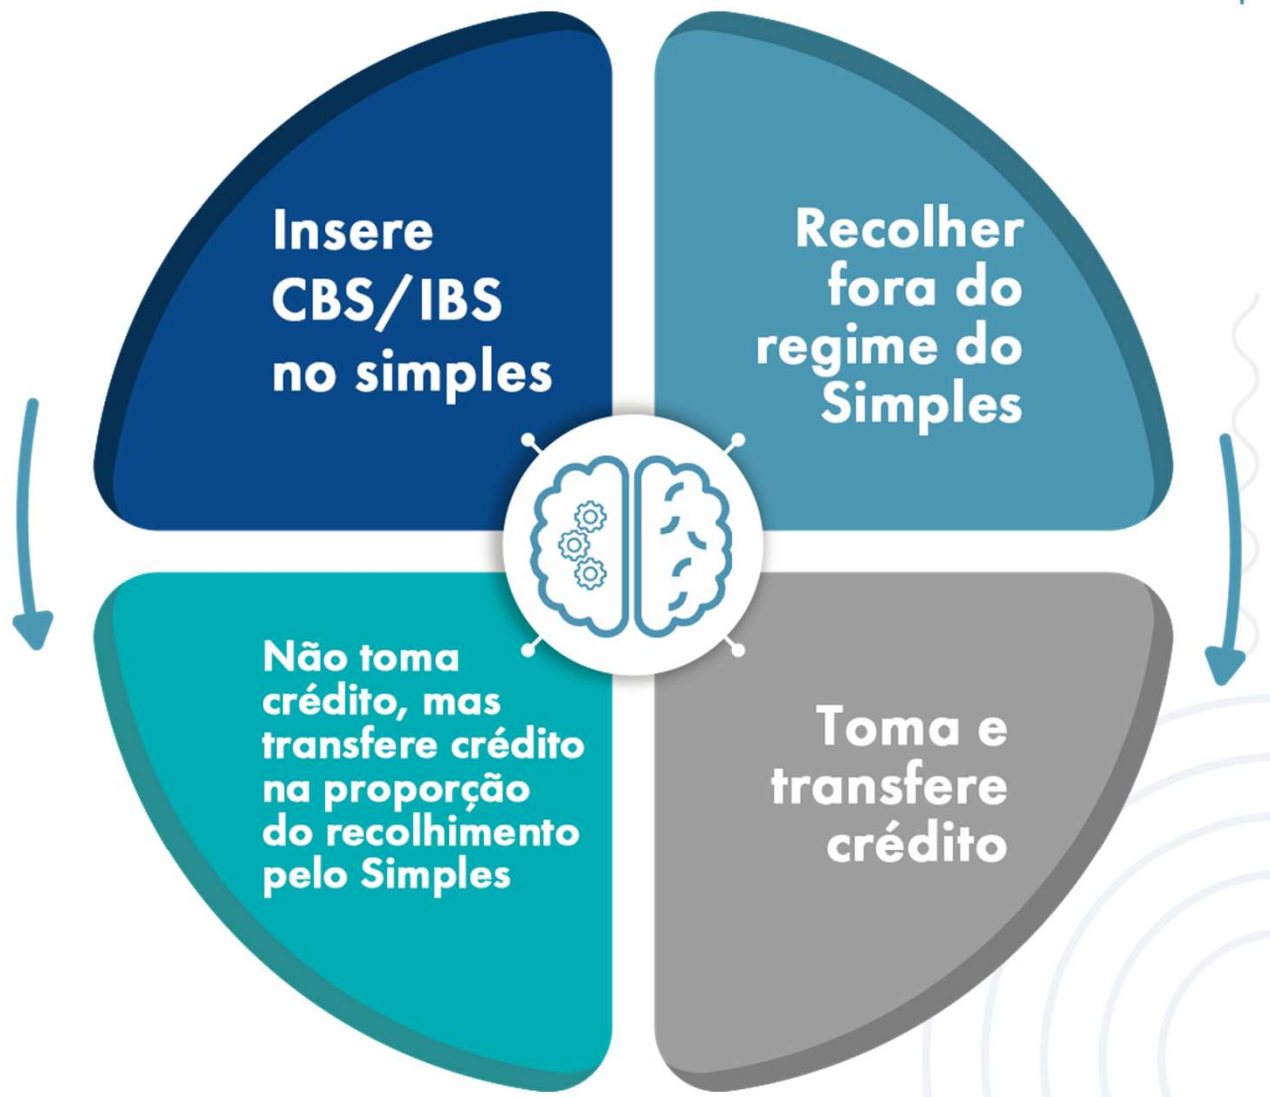 Insere
CBS/IBS
no simples
Recolher
fora do
regime do
Simples
Não toma
crédito, mas
transfere crédito
na proporção
do recolhimento
pelo Simples
Toma e
transfere
crédito